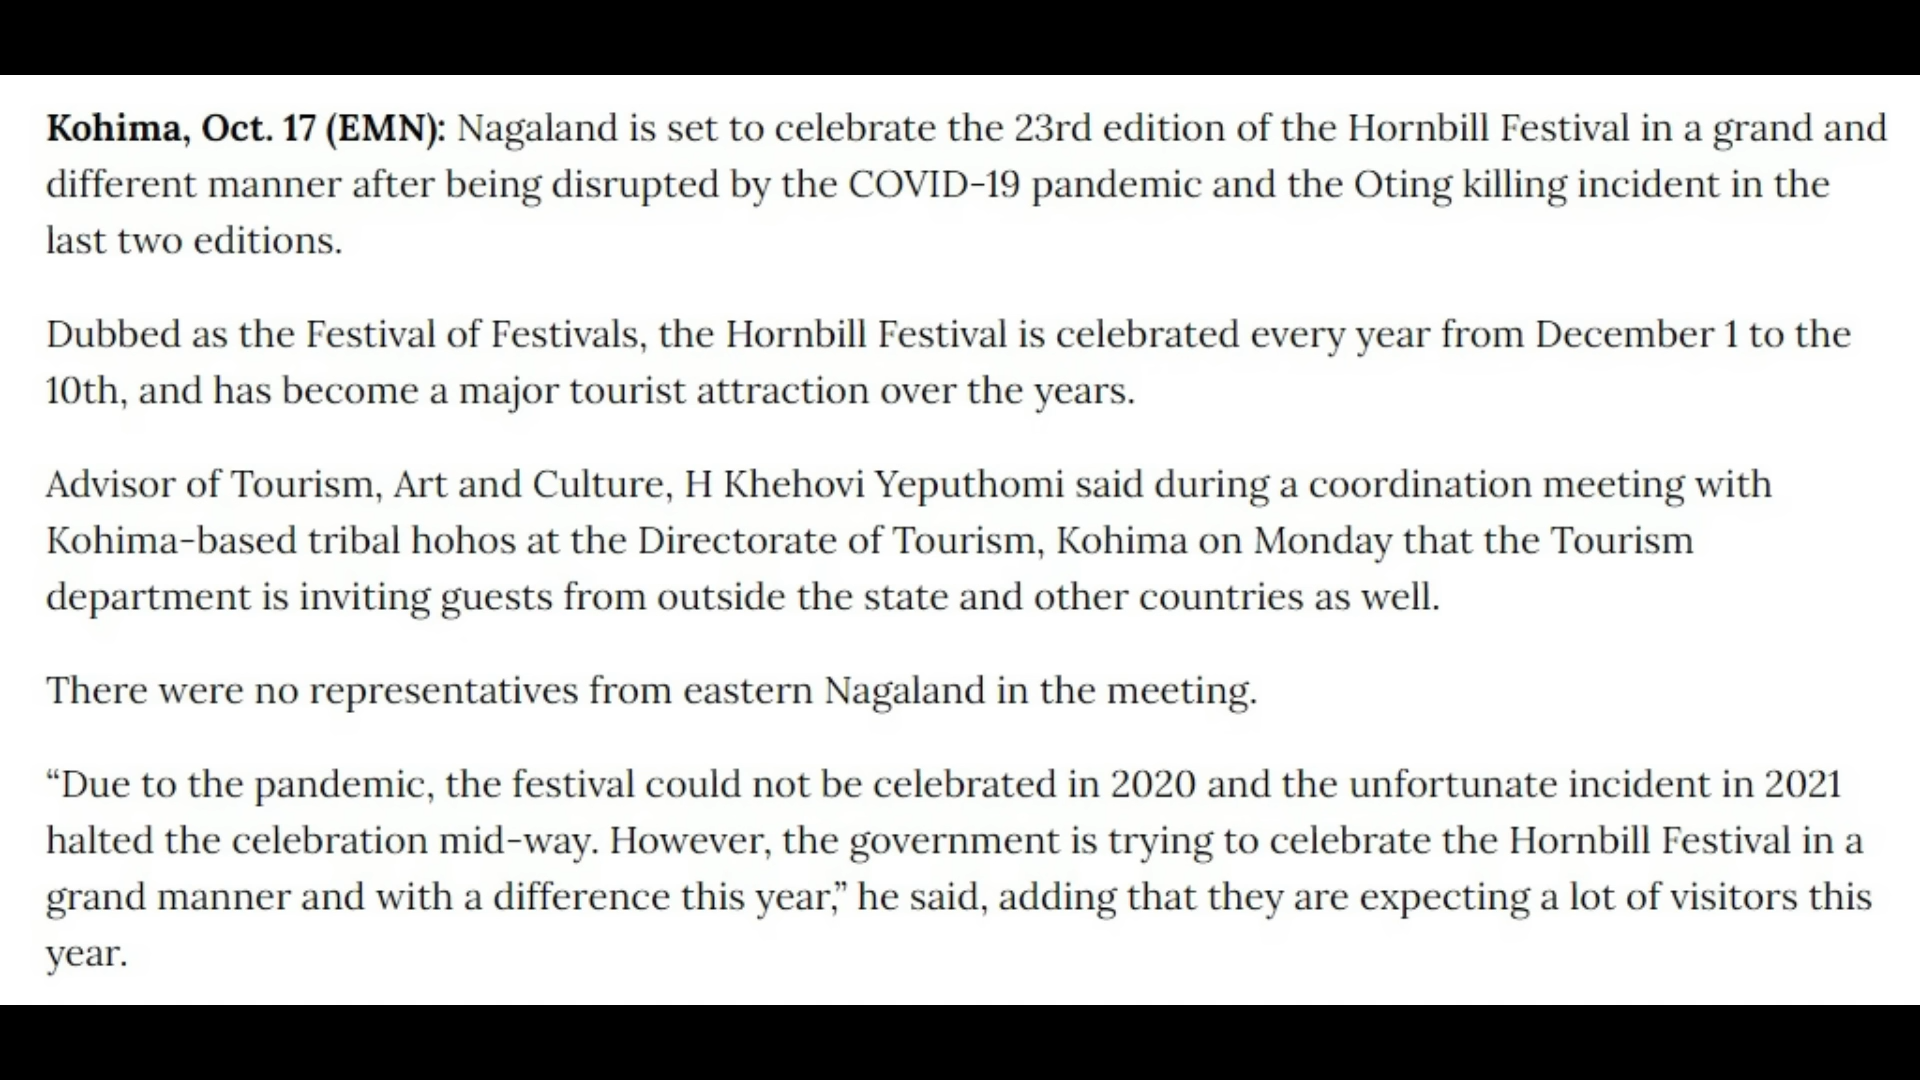 Kohima, Oct. 17 (EMN): Nagaland is set to celebrate the 23rd edition of the Hornbill Festival in a grand and
different manner after being disrupted by the COVID-19 pandemic and the Oting killing incident in the
last two editions.
Dubbed as the Festival of Festivals, the Hornbill Festival is celebrated every year from December 1 to the
10th, and has become a major tourist attraction over the years.
Advisor of Tourism, Art and Culture, H Khehovi Yeputhomi said during a coordination meeting with
Kohima-based tribal hohos at the Directorate of Tourism, Kohima on Monday that the Tourism
department is inviting guests from outside the state and other countries as well.
There were no representatives from eastern Nagaland in the meeting.
“Due to the pandemic, the festival could not be celebrated in 2020 and the unfortunate incident in 2021
halted the celebration mid-way. However, the government is trying to celebrate the Hornbill Festival in a
grand manner and with a difference this year,” he said, adding that they are expecting a lot of visitors this
year.